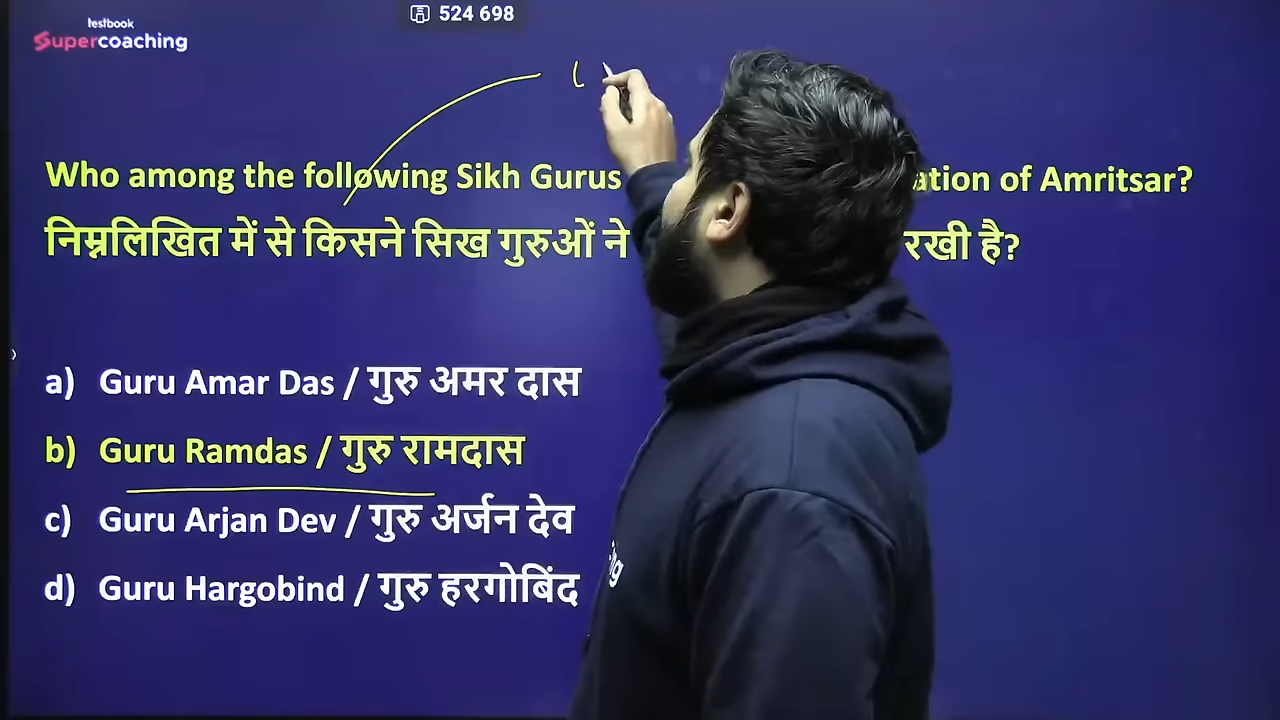 testbook
Supercoaching
524 698
Who among the following Sikh Gurus ation of Amritsar?
निम्नलिखित में से किसने सिख गुरुओं ने रखी है?
a) Guru Amar Das / गुरु अमर दास
b) Guru Ramdas / गुरु रामदास
c) Guru Arjan Dev / गुरु अर्जन देव
d) Guru Hargobind / गुरु हरगोबिंद